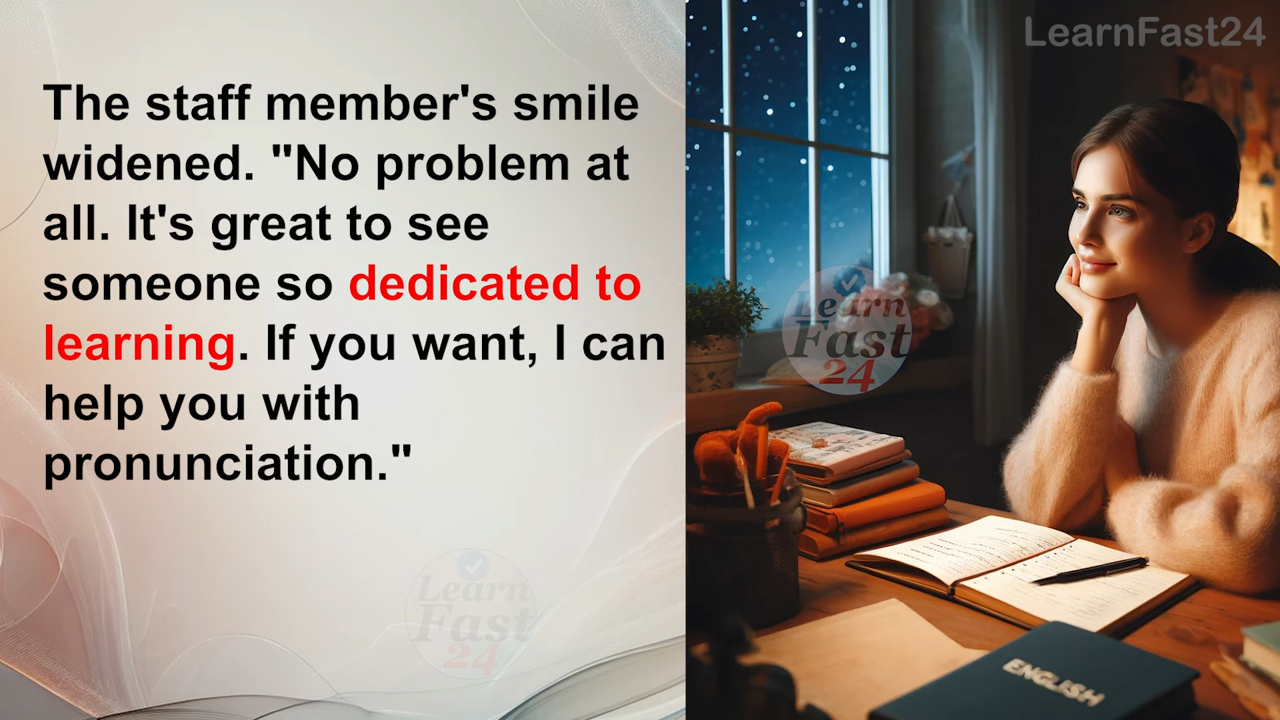 LearnFast24
The staff member's smile
widened. "No problem at
all. It's great to see
someone so dedicated to
learning. If you want, I can
help you with
pronunciation."
Learn
Fast
24
Learn
Fast
24
ENGLISH